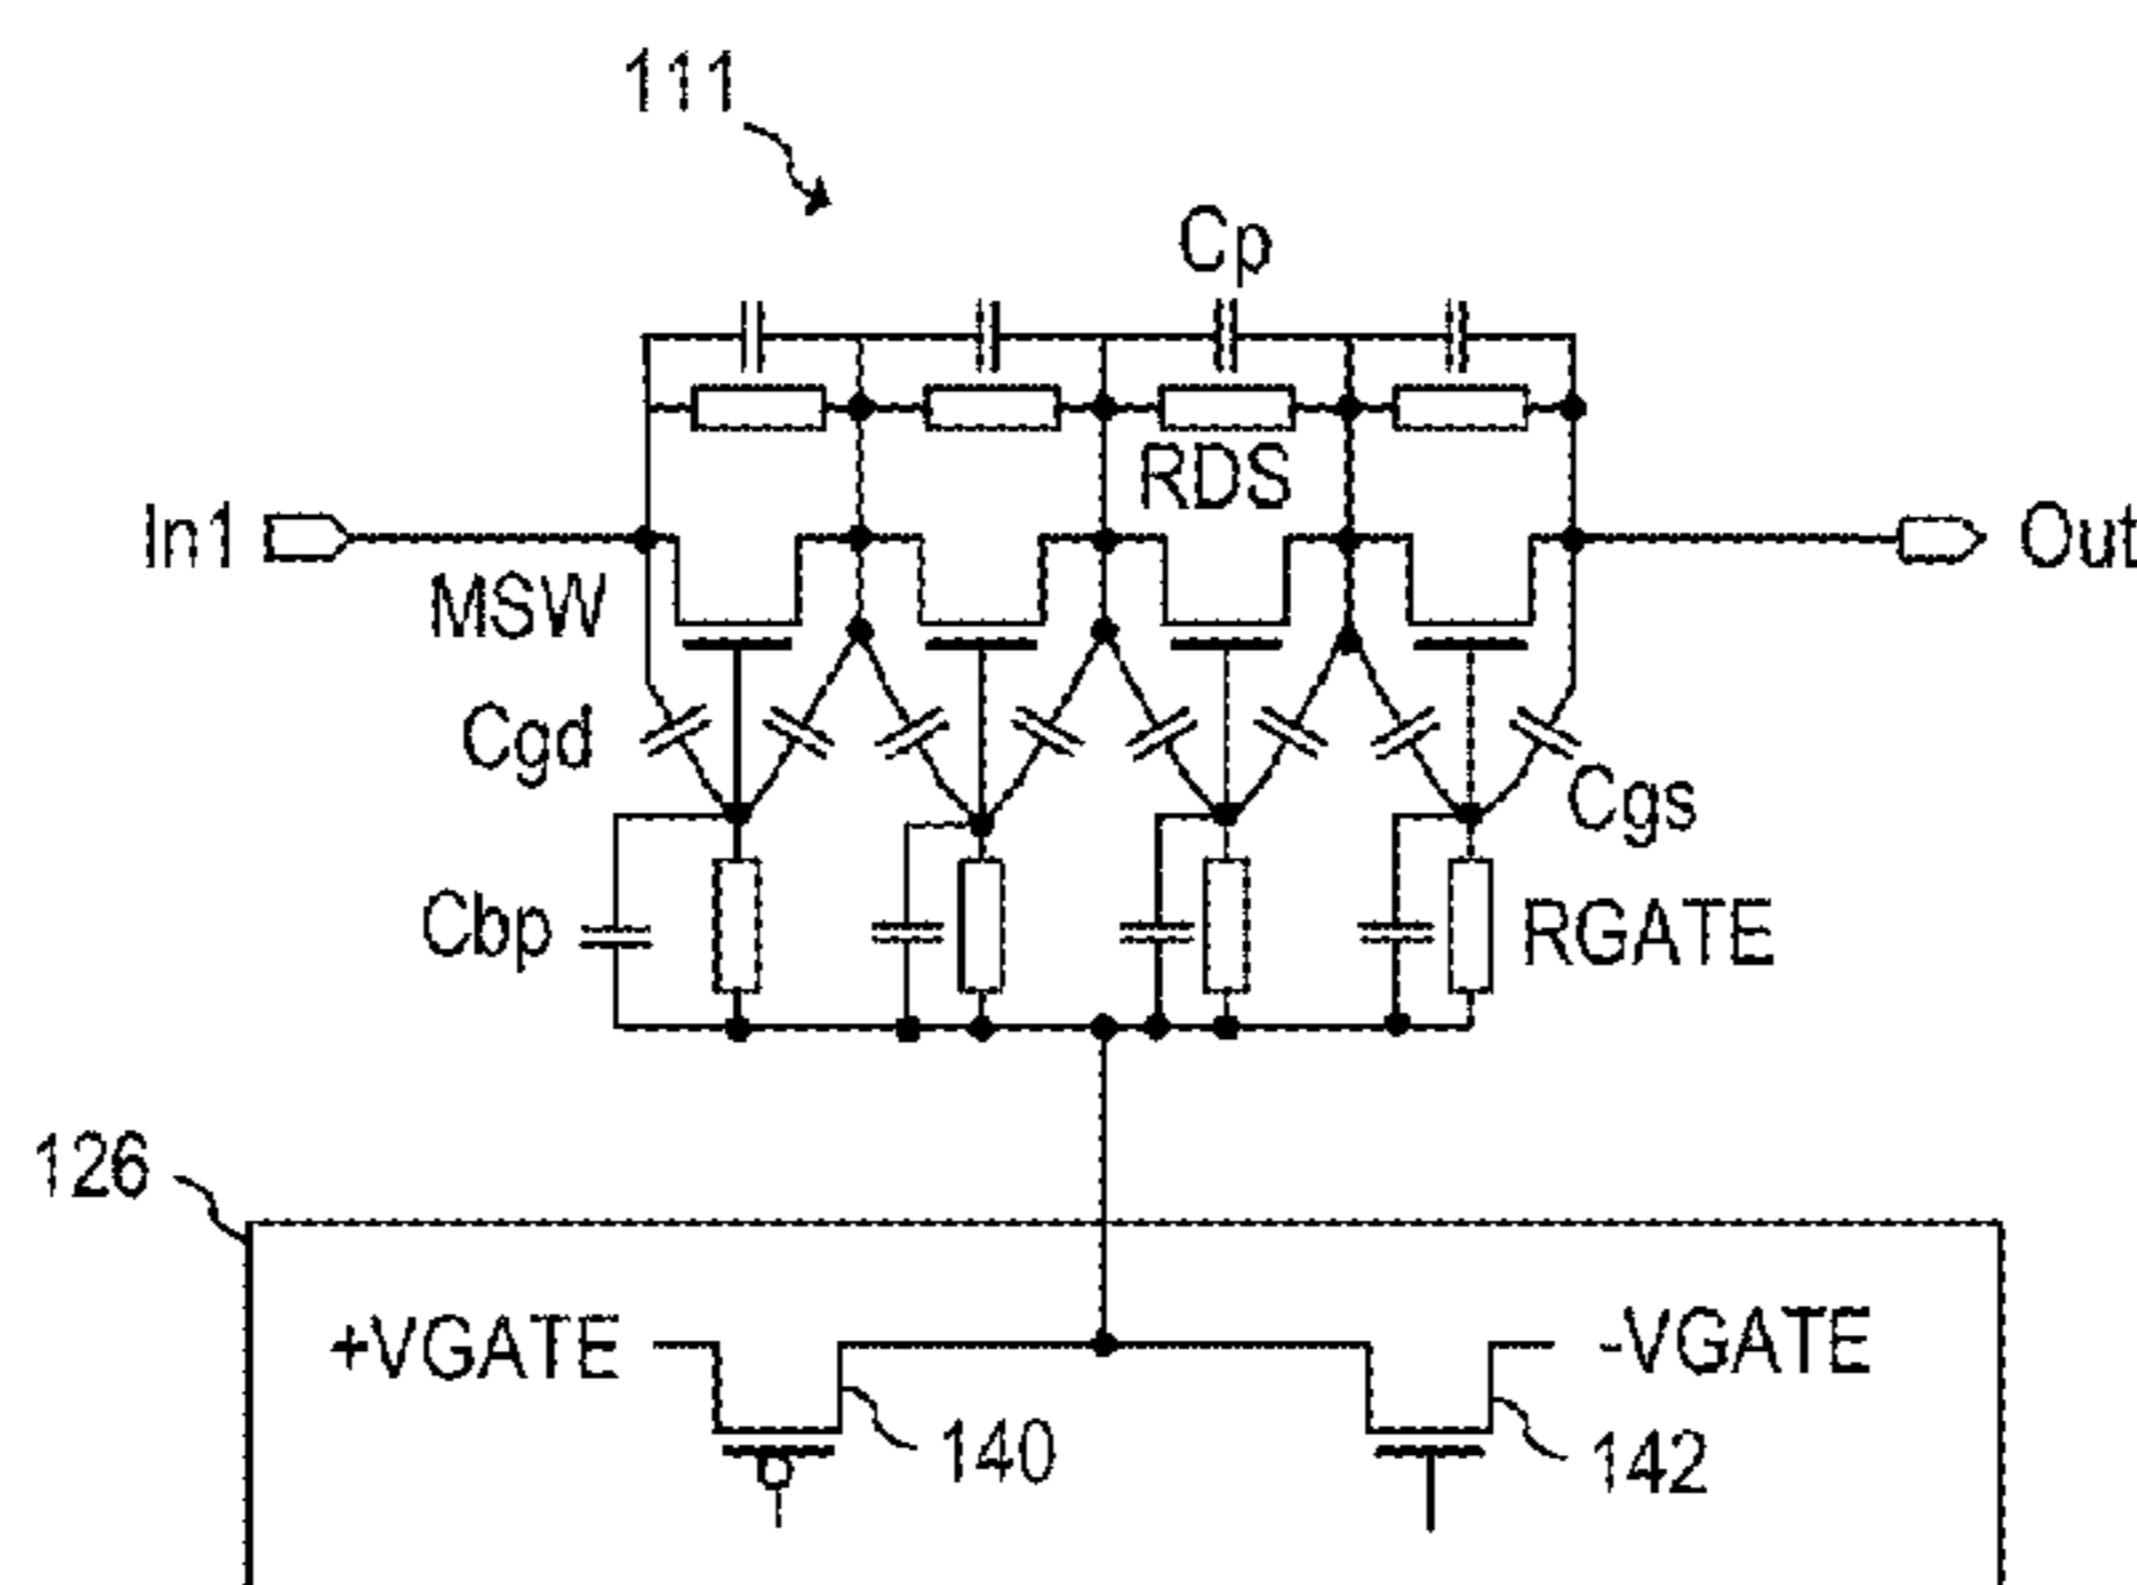 111
Cp
RDS
In1
Out
MSW
Cgd
Cgs
Cbp
RGATE
126
+VGATE
-VGATE
140
142